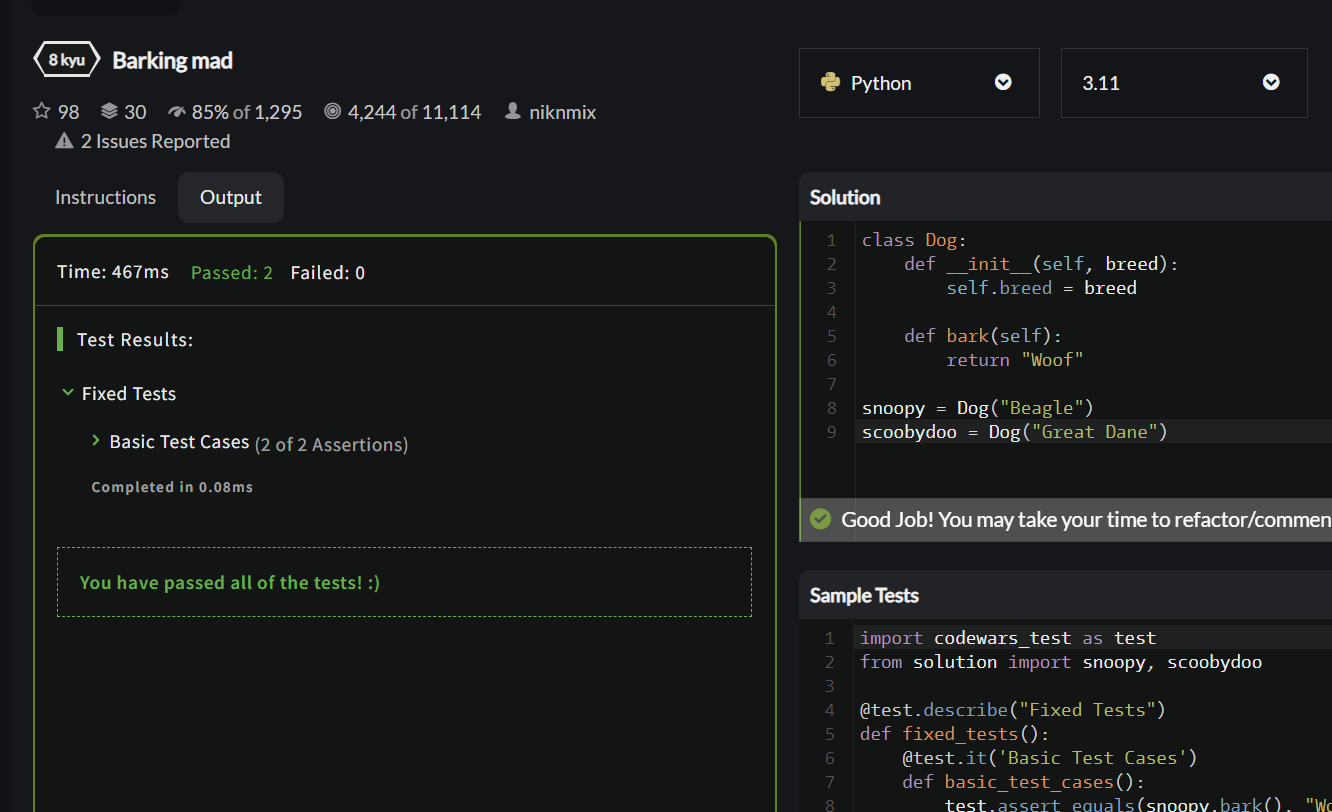 8 kyu Barking mad
98 30 85% of 1,295 4,244 of 11,114 niknmix
2 Issues Reported
Instructions Output
Time: 467ms Passed: 2 Failed: 0
Test Results:
Fixed Tests
Basic Test Cases (2 of 2 Assertions)
Completed in 0.08ms
You have passed all of the tests! :)
Python 3.11
Solution
1 class Dog:
2     def __init__(self, breed):
3         self.breed = breed
4
5     def bark(self):
6         return "Woof"
7
8 snoopy = Dog("Beagle")
9 scoobydoo = Dog("Great Dane")
Good Job! You may take your time to refactor/commen
Sample Tests
1 import codewars_test as test
2 from solution import snoopy, scoobydoo
3
4 @test.describe("Fixed Tests")
5 def fixed_tests():
6     @test.it('Basic Test Cases')
7     def basic_test_cases():
8         test.assert_equals(snoopy.bark(), "Wo